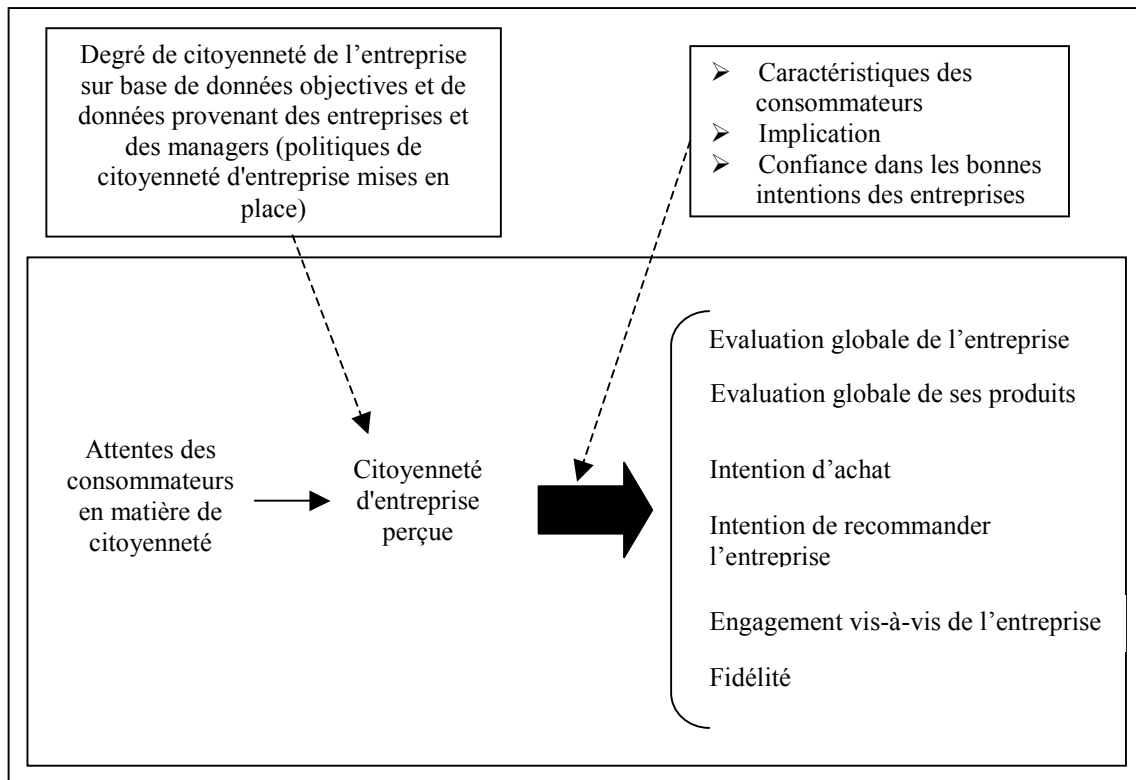 Degré de citoyenneté de l’entreprise
sur base de données objectives et de
données provenant des entreprises et
des managers (politiques de
citoyenneté d'entreprise mises en
place)
➢ Caractéristiques des
consommateurs
➢ Implication
➢ Confiance dans les bonnes
intentions des entreprises
Attentes des
consommateurs
en matière de
citoyenneté
Citoyenneté
d'entreprise
perçue
Evaluation globale de l’entreprise
Evaluation globale de ses produits
Intention d’achat
Intention de recommander
l’entreprise
Engagement vis-à-vis de l’entreprise
Fidélité